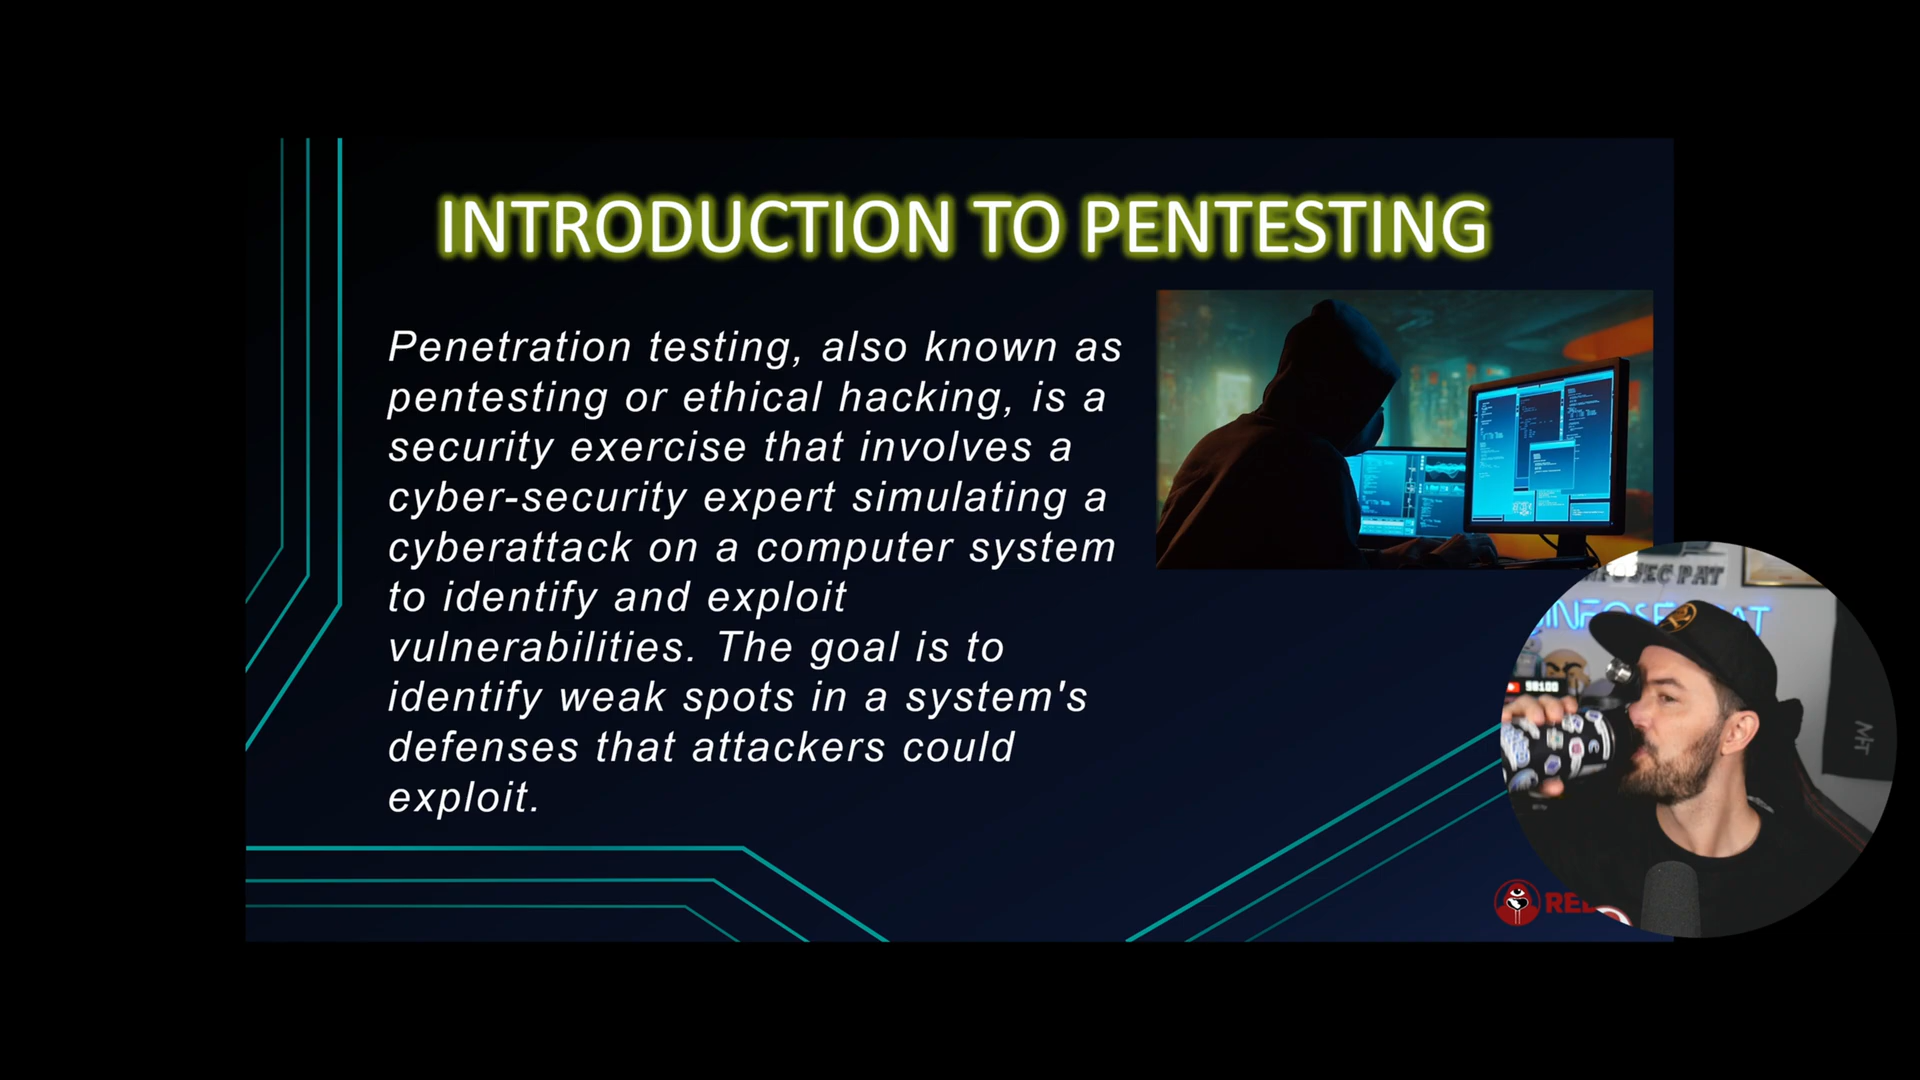 INTRODUCTION TO PENTESTING
Penetration testing, also known as
pentesting or ethical hacking, is a
security exercise that involves a
cyber-security expert simulating a
cyberattack on a computer system
to identify and exploit
vulnerabilities. The goal is to
identify weak spots in a system's
defenses that attackers could
exploit.